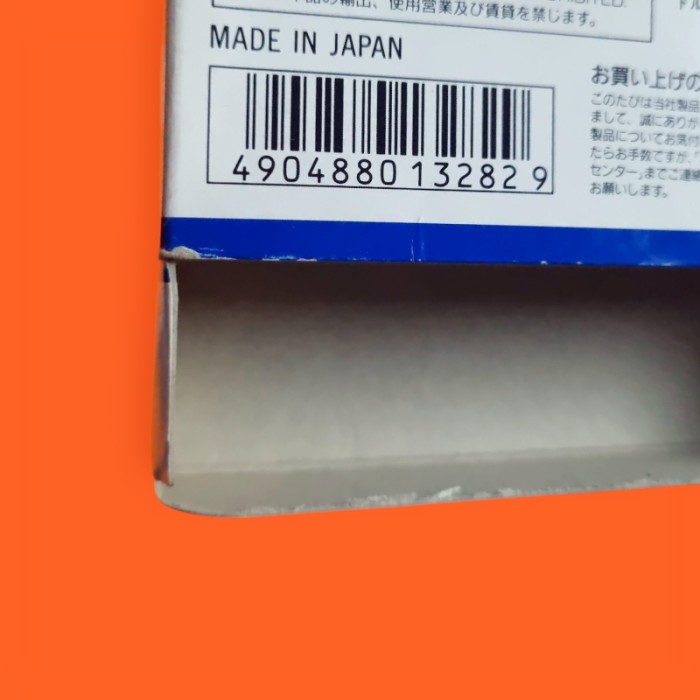 本品の輸出、使用営業及び賃貸を禁じます。
MADE IN JAPAN
4904880132829
お買い上げの
このたびは当社製品
まして、誠にありが
製品についてお気付
たらお手数ですが、
センター」までご連絡
お願いします。